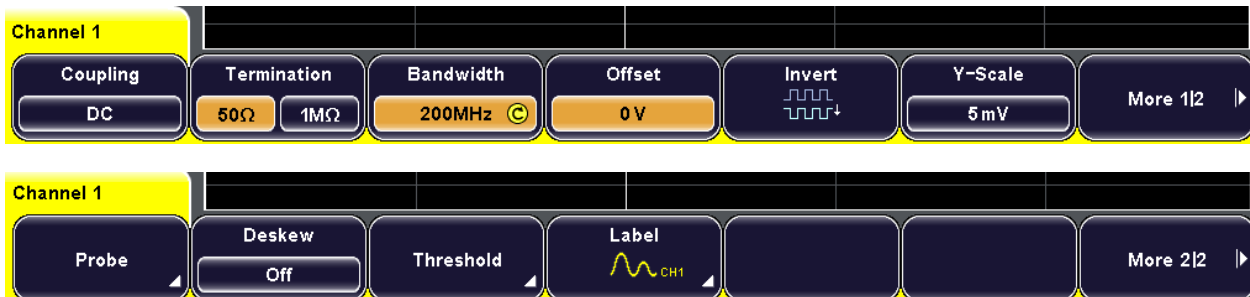 Channel 1
Coupling Termination Bandwidth Offset Invert Y-Scale More 1|2
DC 50Ω 1MΩ 200MHz 0 V 5 mV
Channel 1
Probe Deskew Threshold Label More 2|2
Off CH1